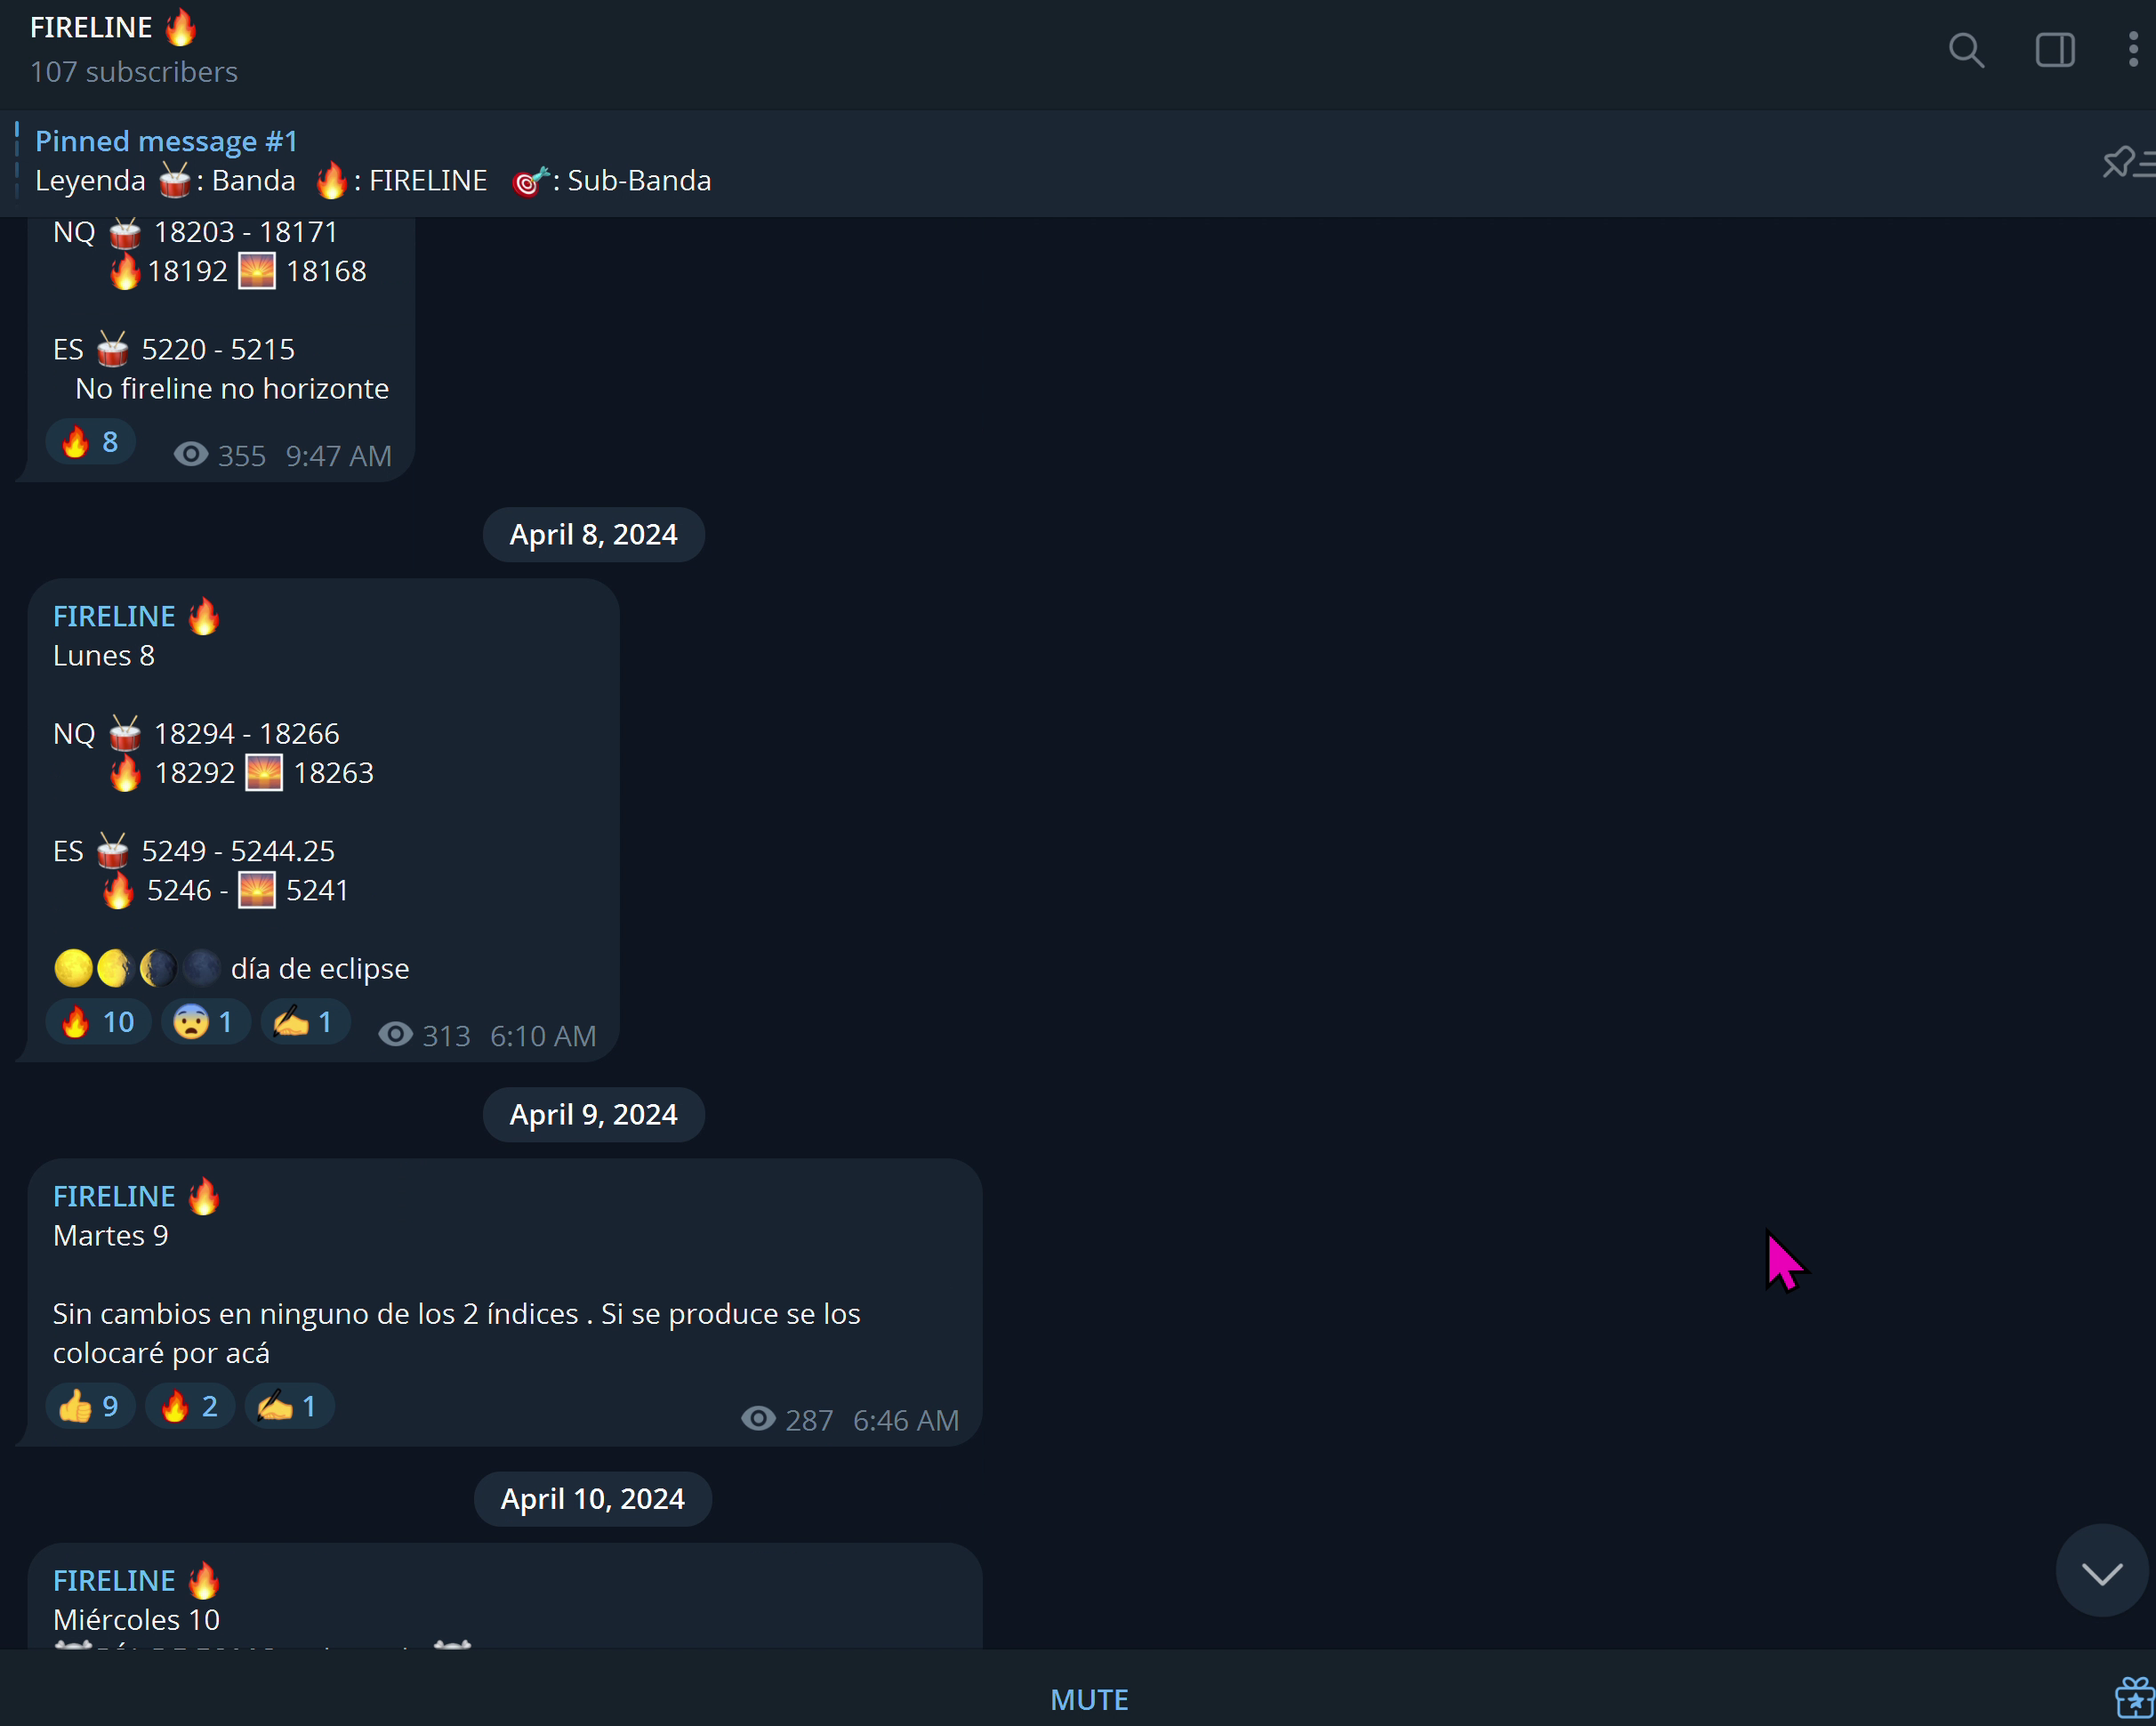 FIRELINE 🔥
107 subscribers
Pinned message #1
Leyenda 🥁: Banda 🔥: FIRELINE 🎯: Sub-Banda
NQ 🥁 18203 - 18171
🔥18192 🌅 18168
ES 🥁 5220 - 5215
No fireline no horizonte
🔥 8 355 9:47 AM
April 8, 2024
FIRELINE 🔥
Lunes 8
NQ 🥁 18294 - 18266
🔥 18292 🌅 18263
ES 🥁 5249 - 5244.25
🔥 5246 - 🌅 5241
🌕🌖🌘🌑 día de eclipse
🔥 10 😨 1 ✍ 1 313 6:10 AM
April 9, 2024
FIRELINE 🔥
Martes 9
Sin cambios en ninguno de los 2 índices . Si se produce se los
colocaré por acá
👍 9 🔥 2 ✍ 1 287 6:46 AM
April 10, 2024
FIRELINE 🔥
Miércoles 10
MUTE